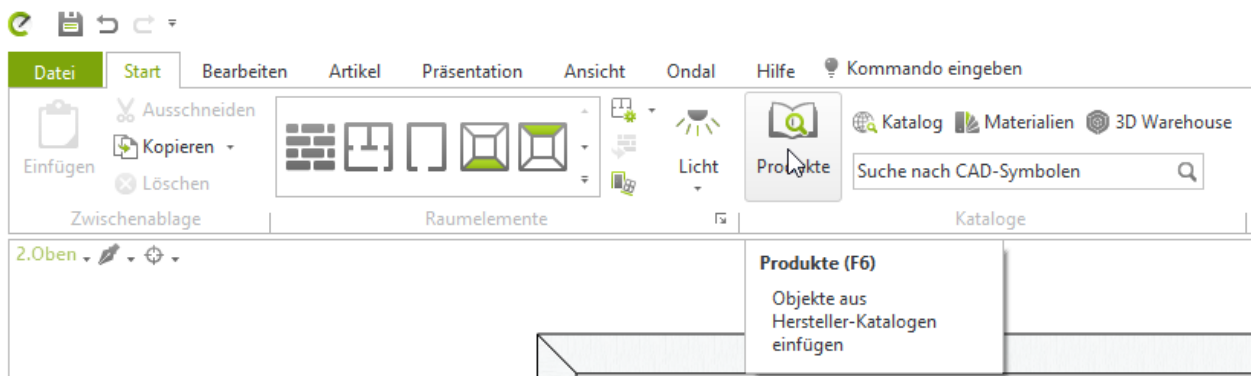 Datei Start Bearbeiten Artikel Präsentation Ansicht Ondal Hilfe Kommando eingeben
Einfügen
Ausschneiden
Kopieren
Löschen
Zwischenablage
Raumelemente
Licht
Produkte
Katalog Materialien 3D Warehouse
Suche nach CAD-Symbolen
Kataloge
2.Oben
Produkte (F6)
Objekte aus
Hersteller-Katalogen
einfügen